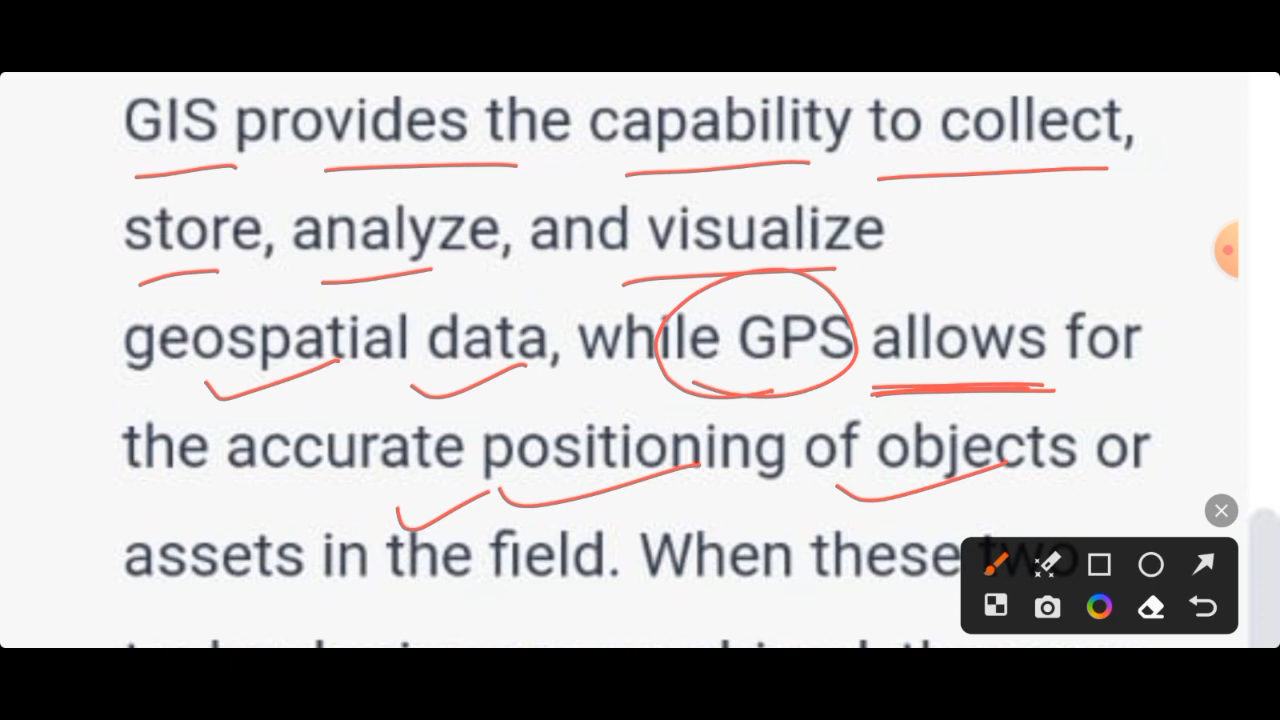 GIS provides the capability to collect,
store, analyze, and visualize
geospatial data, while GPS allows for
the accurate positioning of objects or
assets in the field. When these two